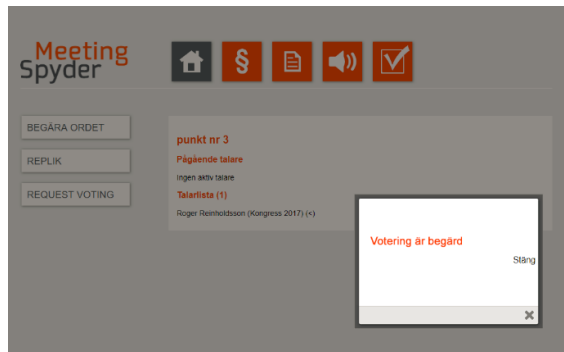 Meeting
Spyder
§
BEGÄRA ORDET
REPLIK
REQUEST VOTING
punkt nr 3
Pågående talare
Ingen aktiv talare
Talarlista (1)
Roger Reinholdsson (Kongress 2017) (<)
Votering är begärd
Stäng